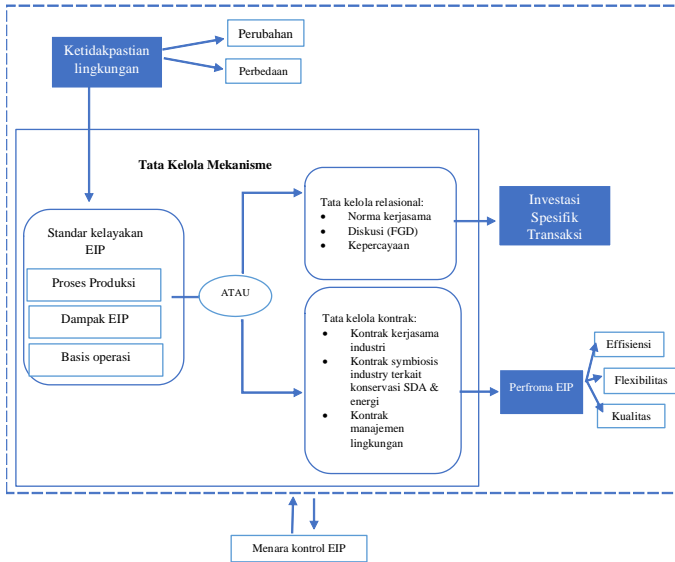 Ketidakpastian
lingkungan
Perubahan
Perbedaan
Tata Kelola Mekanisme
Standar kelayakan
EIP
Proses Produksi
Dampak EIP
Basis operasi
ATAU
Tata kelola relasional:
• Norma kerjasama
• Diskusi (FGD)
• Kepercayaan
Tata kelola kontrak:
• Kontrak kerjasama
industri
• Kontrak symbiosis
industry terkait
konservasi SDA &
energi
• Kontrak
manajemen
lingkungan
Investasi
Spesifik
Transaksi
Perfroma EIP
Effisiensi
Flexibilitas
Kualitas
Menara kontrol EIP